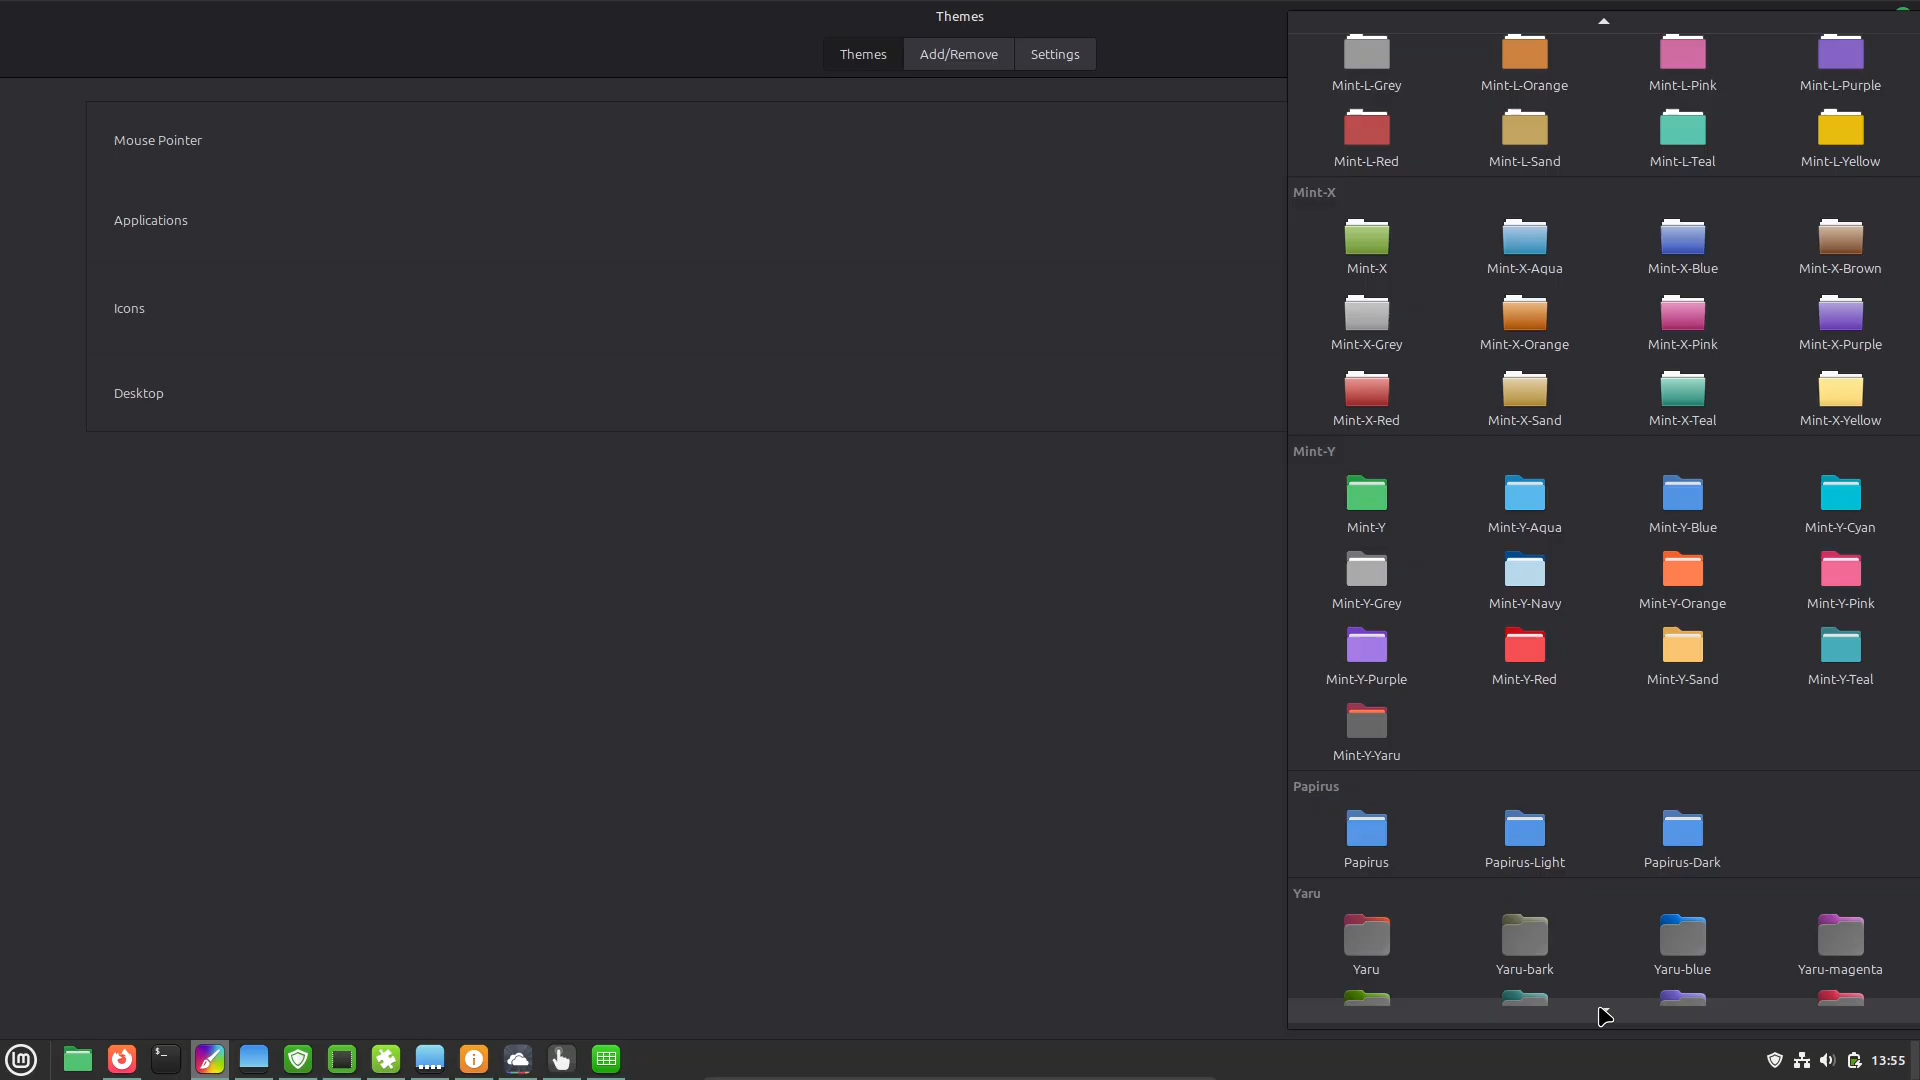 Themes
Themes Add/Remove Settings
Mouse Pointer
Applications
Icons
Desktop
Mint-L-Grey Mint-L-Orange Mint-L-Pink Mint-L-Purple
Mint-L-Red Mint-L-Sand Mint-L-Teal Mint-L-Yellow
Mint-X
Mint-X Mint-X-Aqua Mint-X-Blue Mint-X-Brown
Mint-X-Grey Mint-X-Orange Mint-X-Pink Mint-X-Purple
Mint-X-Red Mint-X-Sand Mint-X-Teal Mint-X-Yellow
Mint-Y
Mint-Y Mint-Y-Aqua Mint-Y-Blue Mint-Y-Cyan
Mint-Y-Grey Mint-Y-Navy Mint-Y-Orange Mint-Y-Pink
Mint-Y-Purple Mint-Y-Red Mint-Y-Sand Mint-Y-Teal
Mint-Y-Yaru
Papirus
Papirus Papirus-Light Papirus-Dark
Yaru
Yaru Yaru-bark Yaru-blue Yaru-magenta
13:55